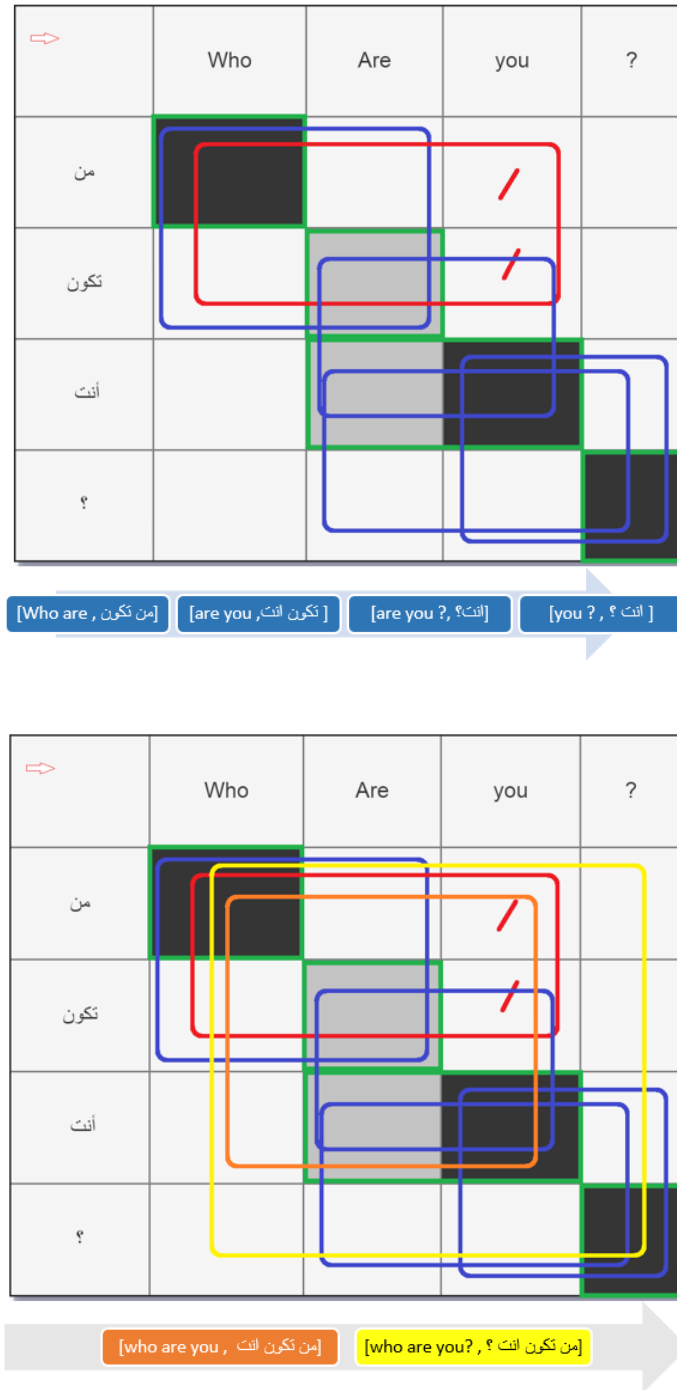 Who Are you ?
من
تكون
أنت
؟
[Who are , من تكون]
[are you ,تكون انت ]
[are you ?, انت؟]
[you ? , انت ؟ ]
Who Are you ?
من
تكون
أنت
؟
[who are you , من تكون انت]
[who are you? , من تكون انت ؟]